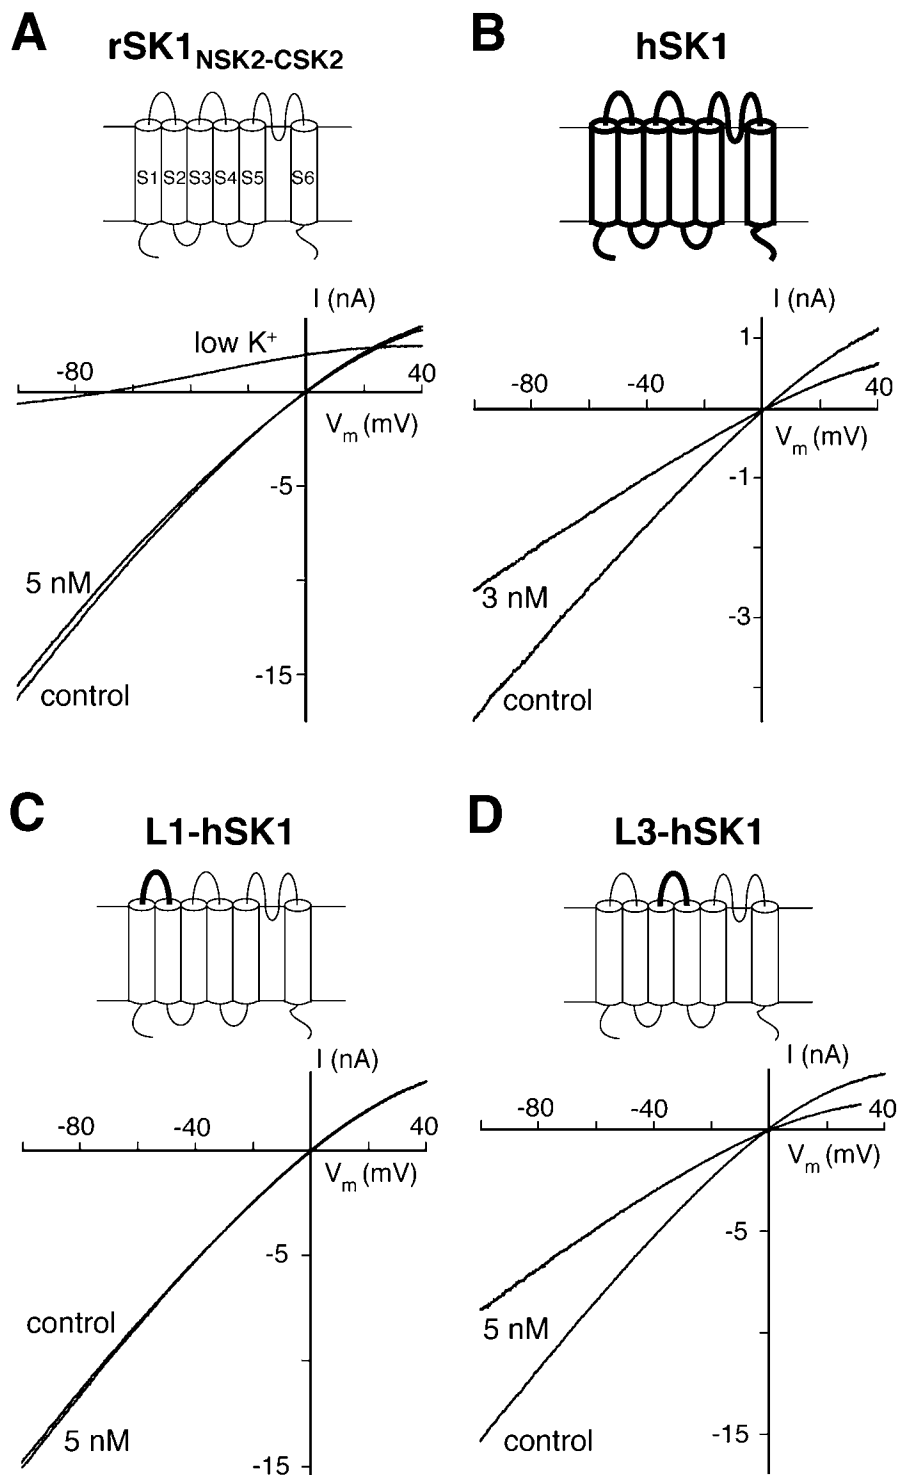 A
rSK1NSK2-CSK2
S1 S2 S3 S4 S5 S6
I (nA)
low K+
-80
40
Vm (mV)
-5
5 nM
-15
control
B
hSK1
I (nA)
1
-80
-40
40
Vm (mV)
-1
3 nM
-3
control
C
L1-hSK1
I (nA)
-80
-40
40
Vm (mV)
-5
control
5 nM
-15
D
L3-hSK1
I (nA)
-80
-40
40
Vm (mV)
-5
5 nM
-15
control